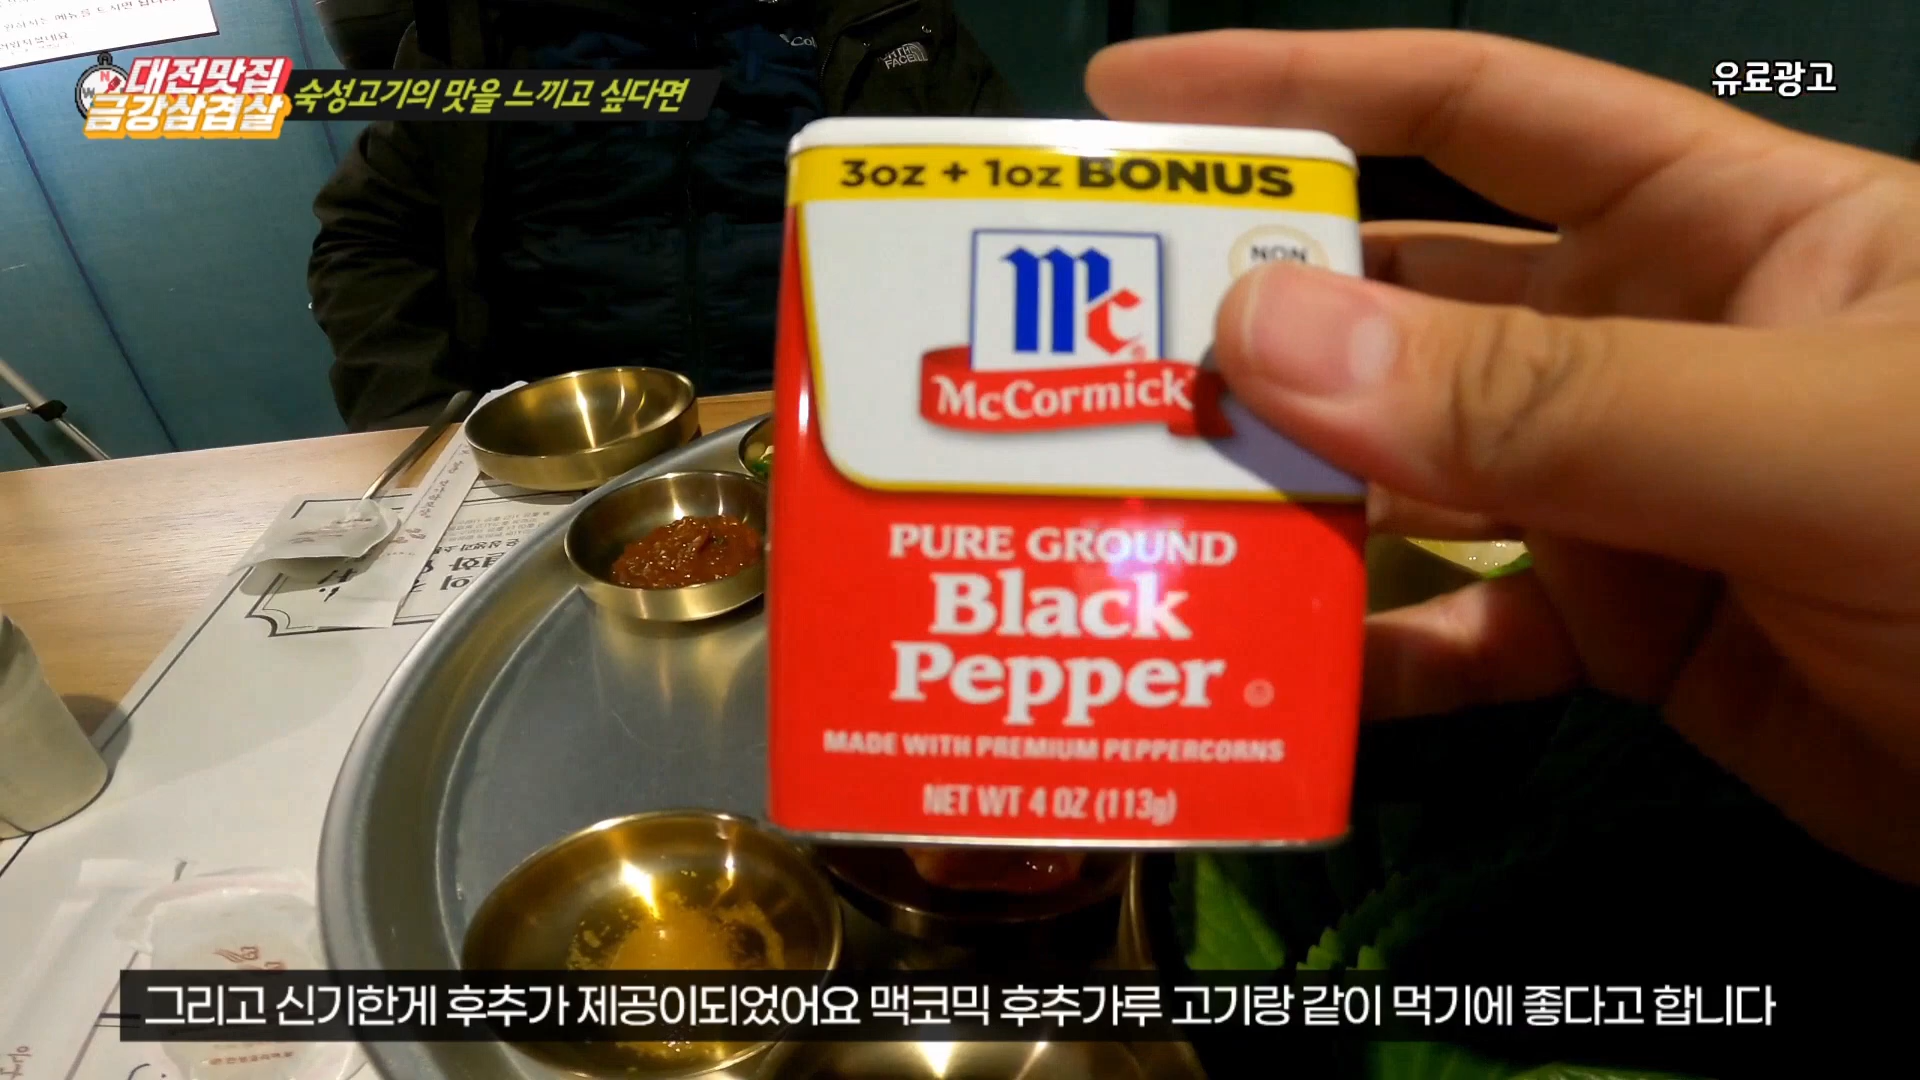 대전맛집
금강삼겹살
숙성고기의 맛을 느끼고 싶다면
유료광고
3oz + 1oz BONUS
NON
Mc
McCormick
PURE GROUND
Black
Pepper
MADE WITH PREMIUM PEPPERCORNS
NET WT 4 OZ (113g)
그리고 신기한게 후추가 제공이되었어요 맥코믹 후추가루 고기랑 같이 먹기에 좋다고 합니다